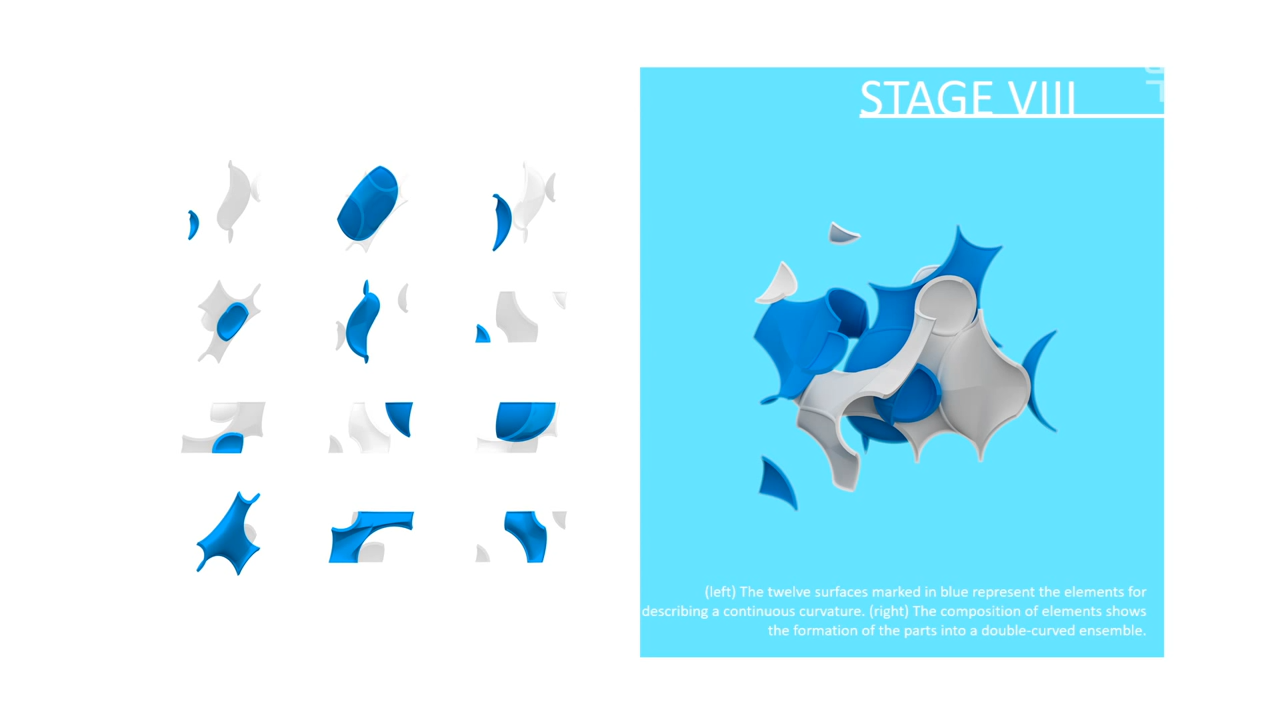 STAGE VIII
(left) The twelve surfaces marked in blue represent the elements for
describing a continuous curvature. (right) The composition of elements shows
the formation of the parts into a double-curved ensemble.